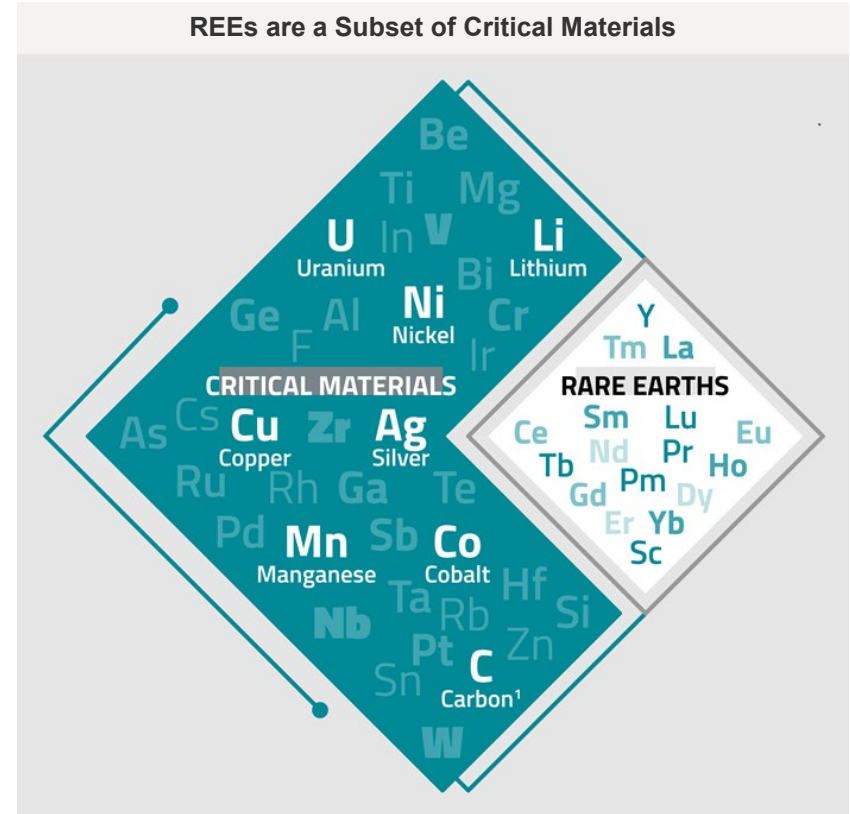 REEs are a Subset of Critical Materials
Be
Ti Mg
U In V Li
Uranium Lithium
Bi
Ni
Nickel
Ge Al Cr
F Ir
CRITICAL MATERIALS
As Cs Cu Zr Ag
Copper Silver
Ru Rh Ga Te
Pd Mn Sb Co
Manganese Cobalt
Ta Rb Hf Si
Nb Pt Zn
Sn C
Carbon¹
W
Y
Tm La
RARE EARTHS
Ce Sm Lu Eu
Tb Nd Pr Ho
Gd Pm Dy
Er Yb
Sc